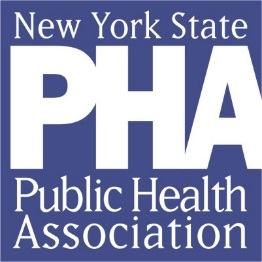 New York State
PHA
Public Health
Association